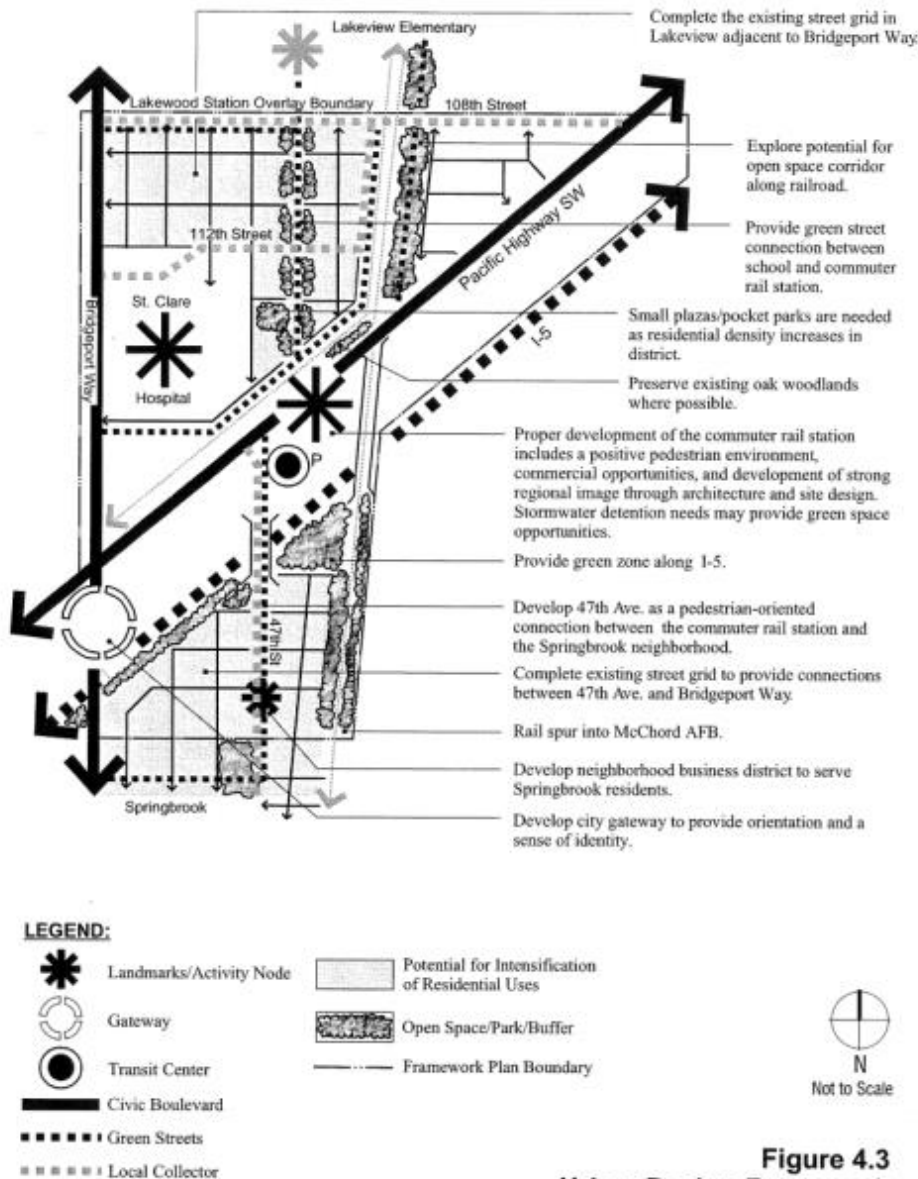 Complete the existing street grid in
Lakeview adjacent to Bridgeport Way.
Lakeview Elementary
Lakewood Station Overlay Boundary
108th Street
Explore potential for
open space corridor
along railroad.
Pacific Highway SW
112th Street
Provide green street
connection between
school and commuter
rail station.
I-5
St. Clare
Hospital
Bridgeport Way
Small plazas/pocket parks are needed
as residential density increases in
district.
Preserve existing oak woodlands
where possible.
P
Proper development of the commuter rail station
includes a positive pedestrian environment,
commercial opportunities, and development of strong
regional image through architecture and site design.
Stormwater detention needs may provide green space
opportunities.
Provide green zone along I-5.
47th St
Develop 47th Ave. as a pedestrian-oriented
connection between the commuter rail station and
the Springbrook neighborhood.
Complete existing street grid to provide connections
between 47th Ave. and Bridgeport Way.
Rail spur into McChord AFB.
Develop neighborhood business district to serve
Springbrook residents.
Springbrook
Develop city gateway to provide orientation and a
sense of identity.
LEGEND:
Landmarks/Activity Node
Gateway
Transit Center
Civic Boulevard
Green Streets
Local Collector
Potential for Intensification
of Residential Uses
Open Space/Park/Buffer
Framework Plan Boundary
N
Not to Scale
Figure 4.3